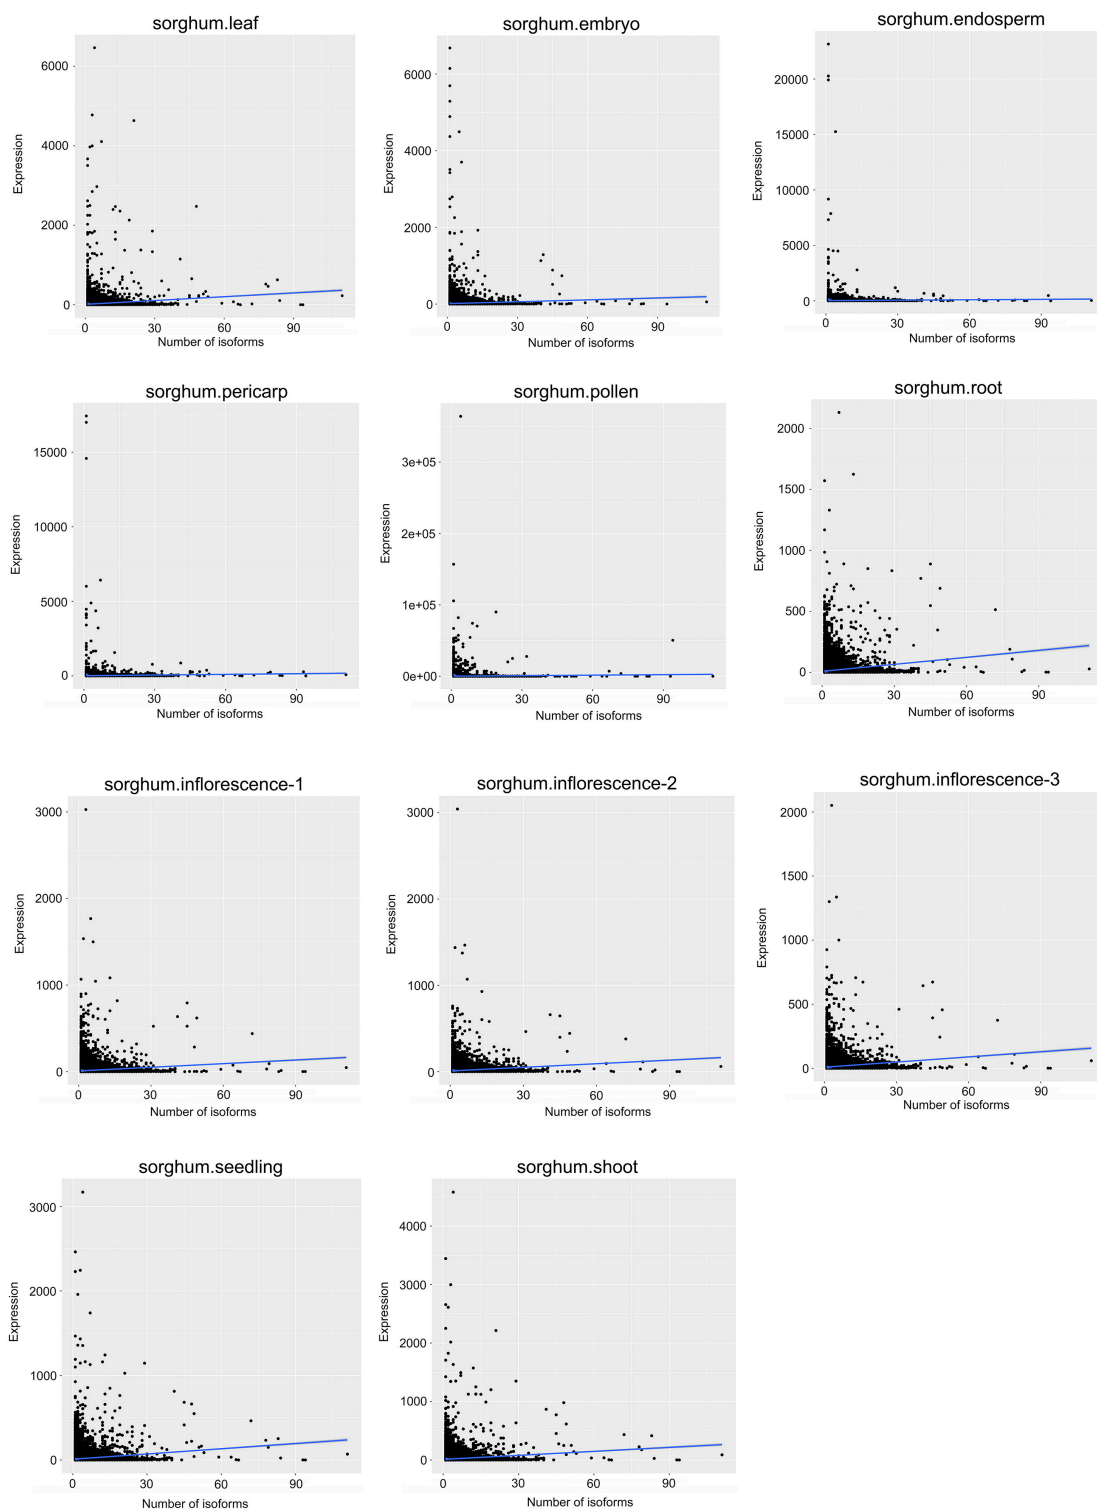 sorghum.leaf
6000
4000
2000
0
Expression
0 30 60 90
Number of isoforms
sorghum.embryo
6000
4000
2000
0
Expression
0 30 60 90
Number of isoforms
sorghum.endosperm
20000
15000
10000
5000
0
Expression
0 30 60 90
Number of isoforms
sorghum.pericarp
15000
10000
5000
0
Expression
0 30 60 90
Number of isoforms
sorghum.pollen
3e+05
2e+05
1e+05
0e+00
Expression
0 30 60 90
Number of isoforms
sorghum.root
2000
1500
1000
500
0
Expression
0 30 60 90
Number of isoforms
sorghum.inflorescence-1
3000
2000
1000
0
Expression
0 30 60 90
Number of isoforms
sorghum.inflorescence-2
3000
2000
1000
0
Expression
0 30 60 90
Number of isoforms
sorghum.inflorescence-3
2000
1500
1000
500
0
Expression
0 30 60 90
Number of isoforms
sorghum.seedling
3000
2000
1000
0
Expression
0 30 60 90
Number of isoforms
sorghum.shoot
4000
3000
2000
1000
0
Expression
0 30 60 90
Number of isoforms